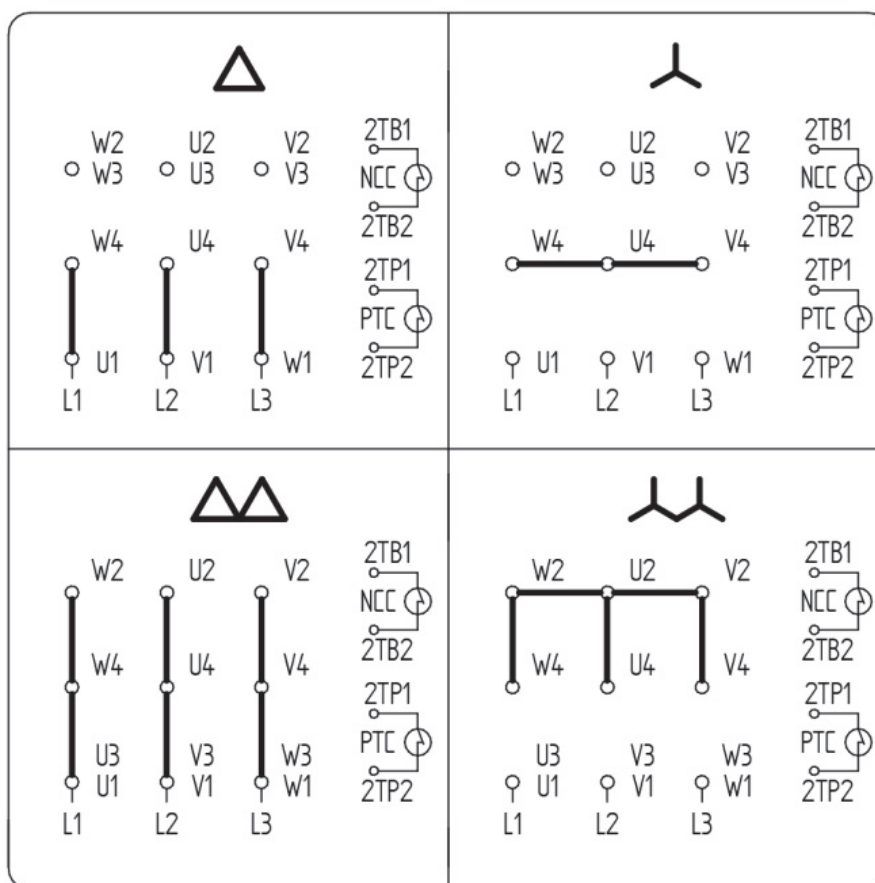 W2 U2 V2 2TB1
W3 U3 V3 NCC
2TB2
W4 U4 V4
2TP1
PTC
U1 V1 W1 2TP2
L1 L2 L3
W2 U2 V2 2TB1
W3 U3 V3 NCC
2TB2
W4 U4 V4
2TP1
PTC
U1 V1 W1 2TP2
L1 L2 L3
W2 U2 V2 2TB1
NCC
2TB2
W4 U4 V4
2TP1
PTC
U3 V3 W3
U1 V1 W1 2TP2
L1 L2 L3
W2 U2 V2 2TB1
NCC
2TB2
W4 U4 V4
2TP1
PTC
U3 V3 W3
U1 V1 W1 2TP2
L1 L2 L3